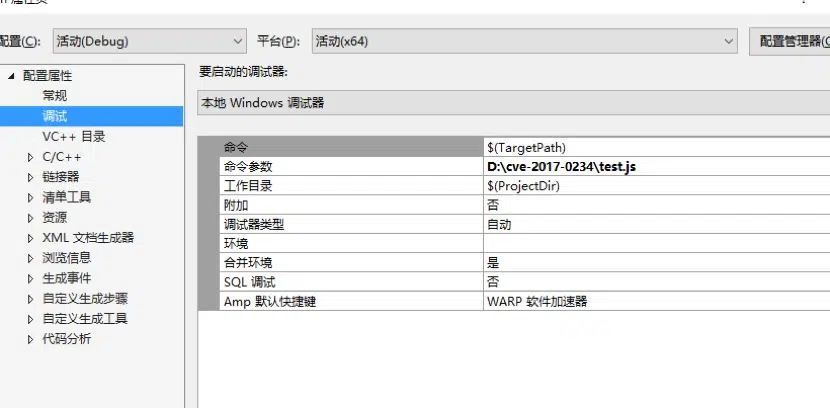 属性页
配置(C): 活动(Debug) 平台(P): 活动(x64) 配置管理器(O
配置属性
常规
调试
VC++ 目录
C/C++
链接器
清单工具
资源
XML 文档生成器
浏览信息
生成事件
自定义生成步骤
自定义生成工具
代码分析
要启动的调试器:
本地 Windows 调试器
命令 $(TargetPath)
命令参数 D:\cve-2017-0234\test.js
工作目录 $(ProjectDir)
附加 否
调试器类型 自动
环境
合并环境 是
SQL 调试 否
Amp 默认快捷键 WARP 软件加速器